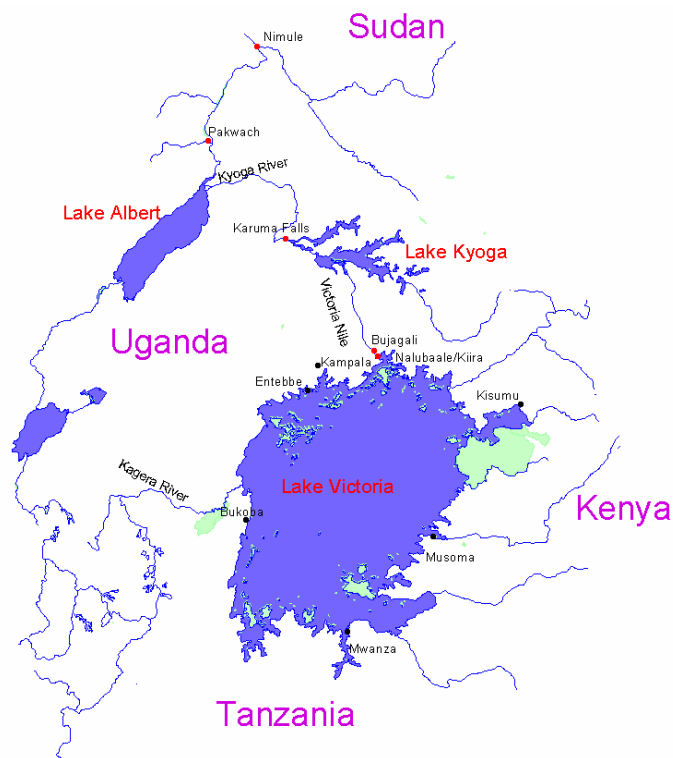 Sudan
Nimule
Pakwach
Kyoga River
Lake Albert
Karuma Falls
Lake Kyoga
Victoria Nile
Uganda
Bujagali
Nalubaale/Kiira
Kampala
Entebbe
Kisumu
Kagera River
Lake Victoria
Bukoba
Kenya
Musoma
Mwanza
Tanzania